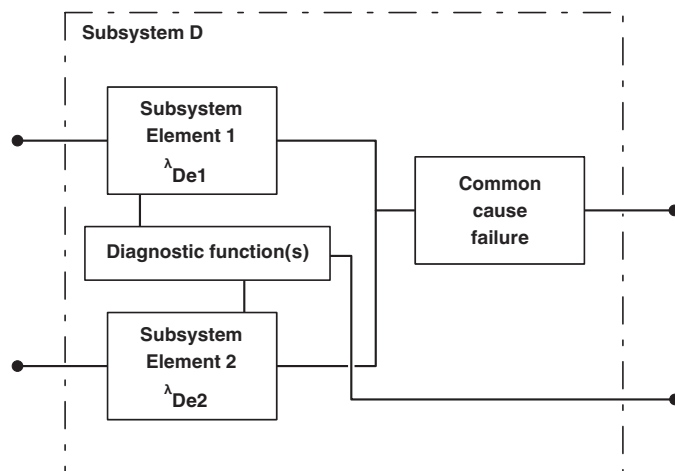 Subsystem D
Subsystem
Element 1
λDe1
Common
cause
failure
Diagnostic function(s)
Subsystem
Element 2
λDe2